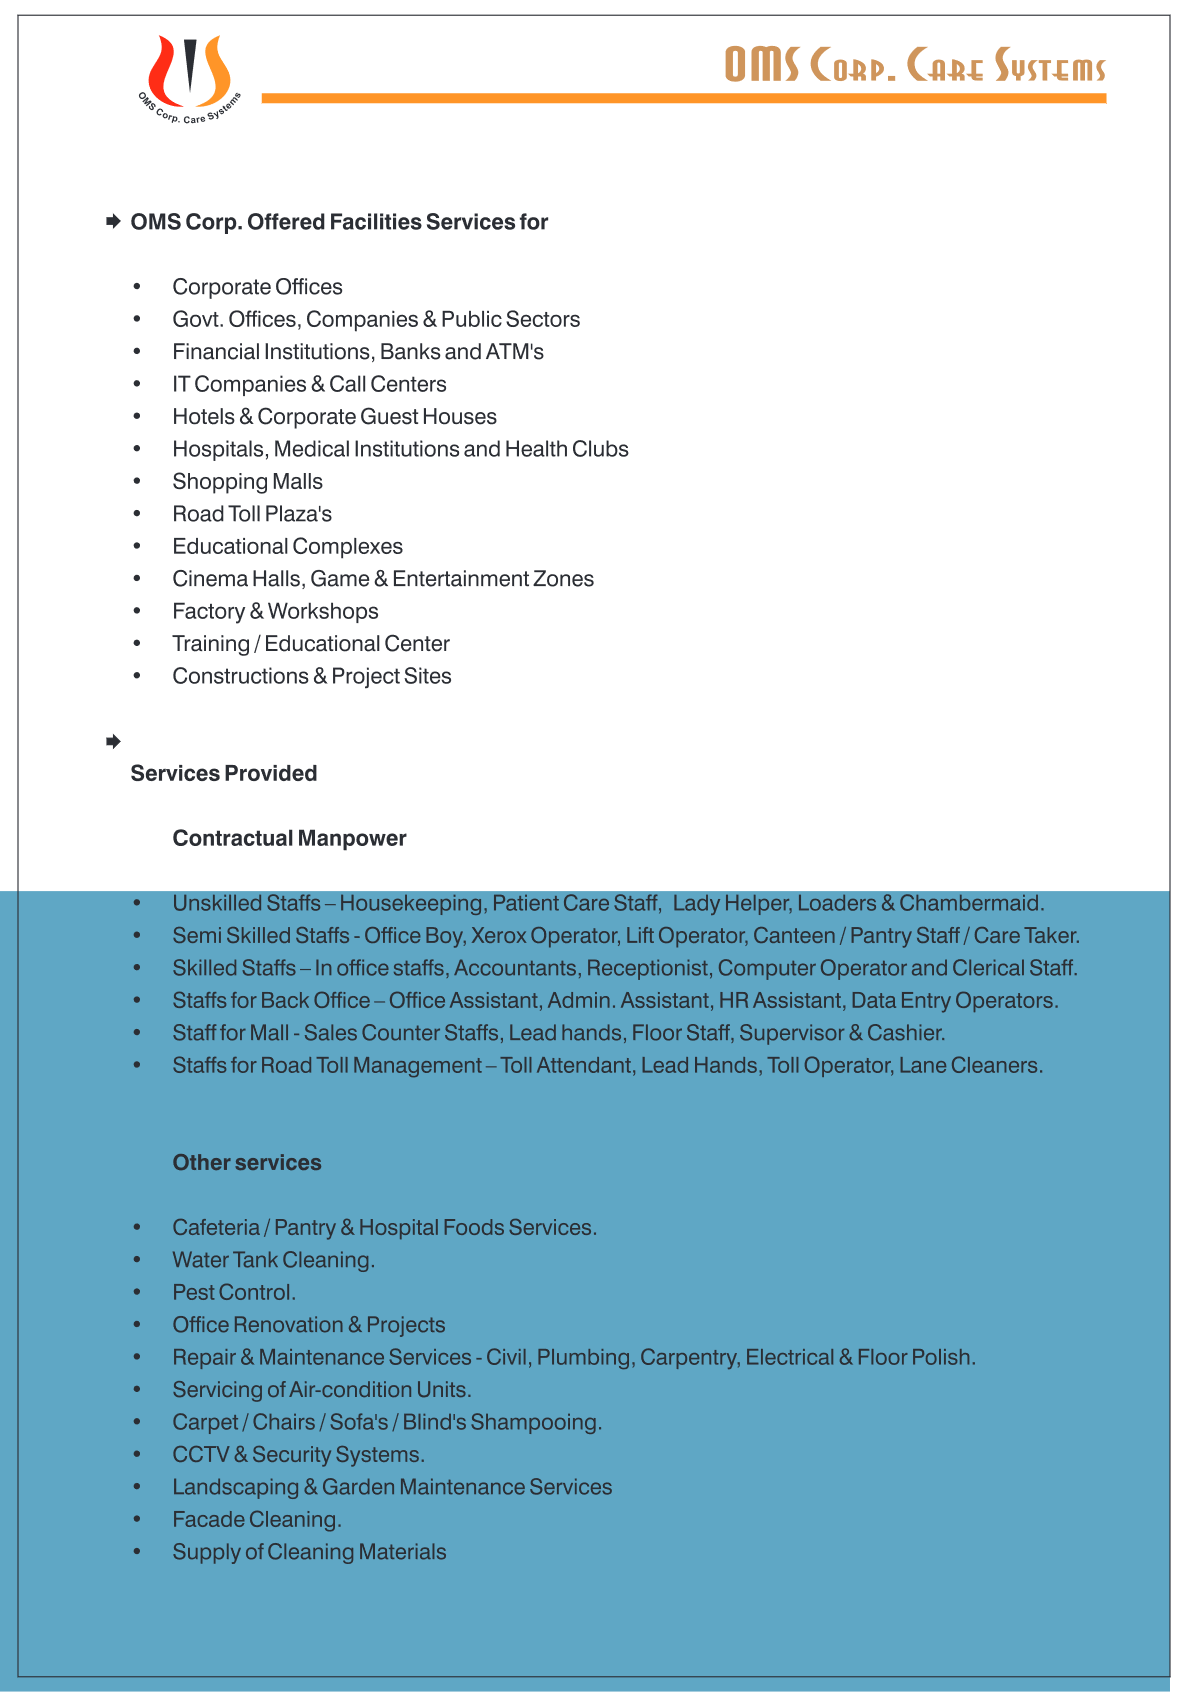 OMS Corp. Care Systems
OMS Corp. Care Systems
OMS Corp. Offered Facilities Services for
• Corporate Offices
• Govt. Offices, Companies & Public Sectors
• Financial Institutions, Banks and ATM's
• IT Companies & Call Centers
• Hotels & Corporate Guest Houses
• Hospitals, Medical Institutions and Health Clubs
• Shopping Malls
• Road Toll Plaza's
• Educational Complexes
• Cinema Halls, Game & Entertainment Zones
• Factory & Workshops
• Training / Educational Center
• Constructions & Project Sites
Services Provided
Contractual Manpower
• Unskilled Staffs – Housekeeping, Patient Care Staff, Lady Helper, Loaders & Chambermaid.
• Semi Skilled Staffs - Office Boy, Xerox Operator, Lift Operator, Canteen / Pantry Staff / Care Taker.
• Skilled Staffs – In office staffs, Accountants, Receptionist, Computer Operator and Clerical Staff.
• Staffs for Back Office – Office Assistant, Admin. Assistant, HR Assistant, Data Entry Operators.
• Staff for Mall - Sales Counter Staffs, Lead hands, Floor Staff, Supervisor & Cashier.
• Staffs for Road Toll Management – Toll Attendant, Lead Hands, Toll Operator, Lane Cleaners.
Other services
• Cafeteria / Pantry & Hospital Foods Services.
• Water Tank Cleaning.
• Pest Control.
• Office Renovation & Projects
• Repair & Maintenance Services - Civil, Plumbing, Carpentry, Electrical & Floor Polish.
• Servicing of Air-condition Units.
• Carpet / Chairs / Sofa's / Blind's Shampooing.
• CCTV & Security Systems.
• Landscaping & Garden Maintenance Services
• Facade Cleaning.
• Supply of Cleaning Materials